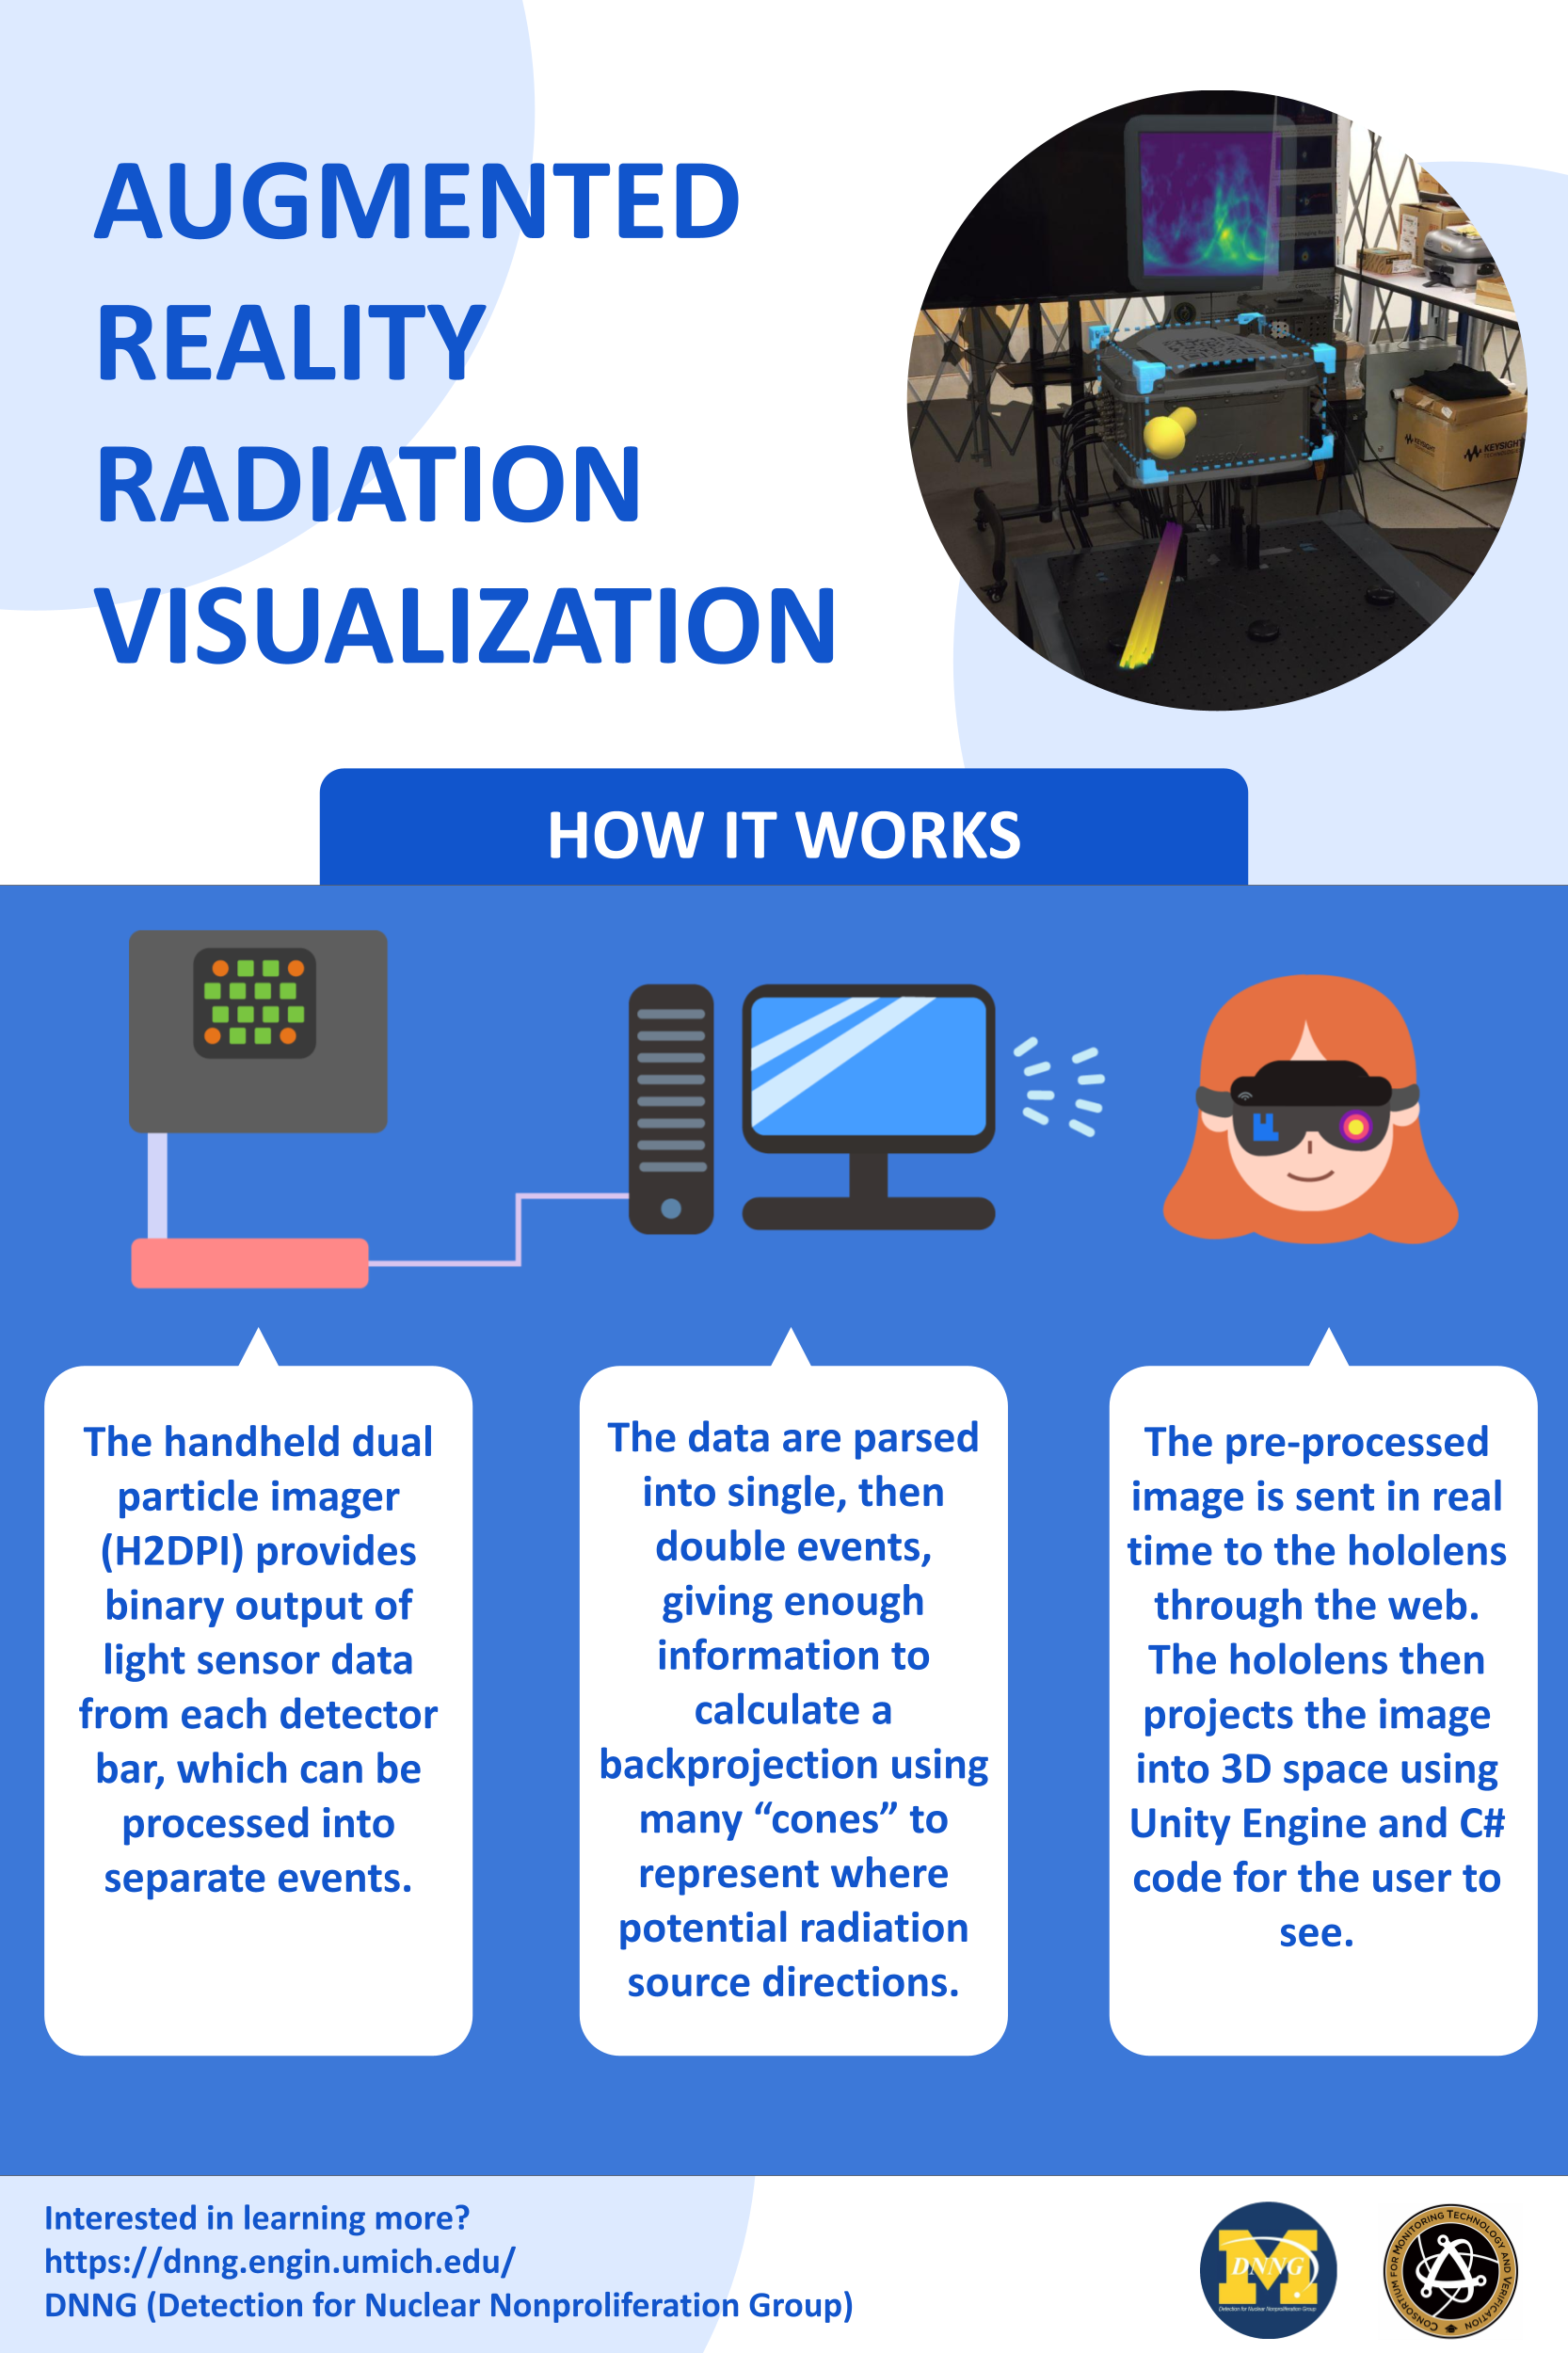 AUGMENTED
REALITY
RADIATION
VISUALIZATION
KEYSIGHT
HOW IT WORKS
The handheld dual
particle imager
(H2DPI) provides
binary output of
light sensor data
from each detector
bar, which can be
processed into
separate events.
The data are parsed
into single, then
double events,
giving enough
information to
calculate a
backprojection using
many “cones” to
represent where
potential radiation
source directions.
The pre-processed
image is sent in real
time to the hololens
through the web.
The hololens then
projects the image
into 3D space using
Unity Engine and C#
code for the user to
see.
Interested in learning more?
https://dnng.engin.umich.edu/
DNNG (Detection for Nuclear Nonproliferation Group)
DNNG
Detection for Nuclear Nonproliferation Group
CONSORTIUM FOR MONITORING TECHNOLOGY AND VERIFICATION